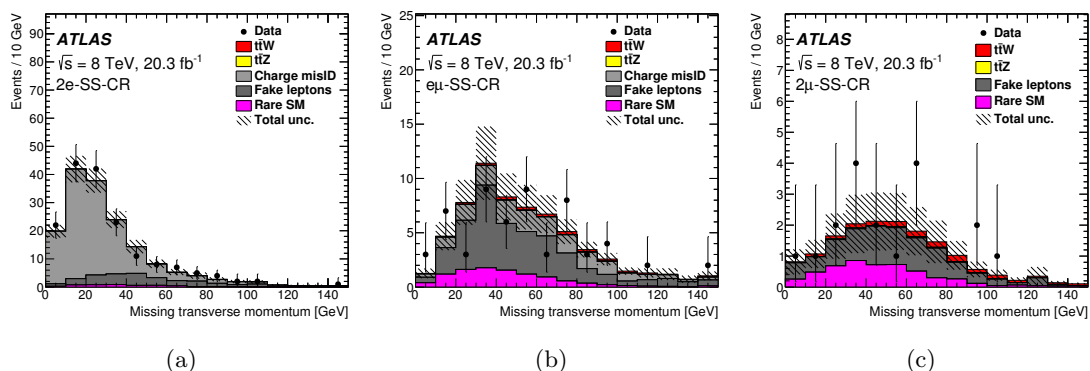 Events / 10 GeV
90
80
70
60
50
40
30
20
10
0
ATLAS
√s = 8 TeV, 20.3 fb⁻¹
2e-SS-CR
Data
tt̄W
tt̄Z
Charge misID
Fake leptons
Rare SM
Total unc.
0 20 40 60 80 100 120 140
Missing transverse momentum [GeV]
(a)
Events / 10 GeV
25
20
15
10
5
0
ATLAS
√s = 8 TeV, 20.3 fb⁻¹
eμ-SS-CR
Data
tt̄W
tt̄Z
Charge misID
Fake leptons
Rare SM
Total unc.
0 20 40 60 80 100 120 140
Missing transverse momentum [GeV]
(b)
Events / 10 GeV
8
7
6
5
4
3
2
1
0
ATLAS
√s = 8 TeV, 20.3 fb⁻¹
2μ-SS-CR
Data
tt̄W
tt̄Z
Fake leptons
Rare SM
Total unc.
0 20 40 60 80 100 120 140
Missing transverse momentum [GeV]
(c)